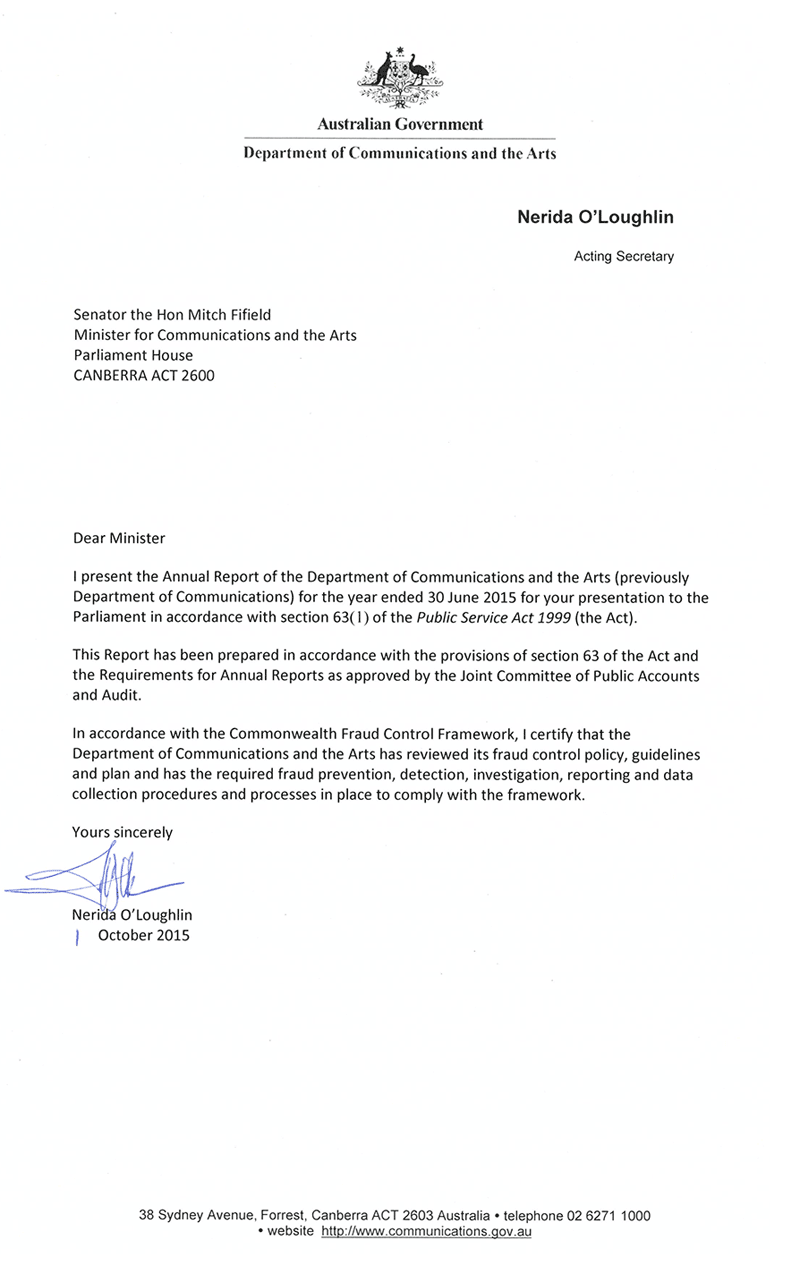 Australian Government
Department of Communications and the Arts
Nerida O'Loughlin
Acting Secretary
Senator the Hon Mitch Fifield
Minister for Communications and the Arts
Parliament House
CANBERRA ACT 2600
Dear Minister
I present the Annual Report of the Department of Communications and the Arts (previously
Department of Communications) for the year ended 30 June 2015 for your presentation to the
Parliament in accordance with section 63(1) of the Public Service Act 1999 (the Act).
This Report has been prepared in accordance with the provisions of section 63 of the Act and
the Requirements for Annual Reports as approved by the Joint Committee of Public Accounts
and Audit.
In accordance with the Commonwealth Fraud Control Framework, I certify that the
Department of Communications and the Arts has reviewed its fraud control policy, guidelines
and plan and has the required fraud prevention, detection, investigation, reporting and data
collection procedures and processes in place to comply with the framework.
Yours sincerely
Nerida O'Loughlin
1 October 2015
38 Sydney Avenue, Forrest, Canberra ACT 2603 Australia • telephone 02 6271 1000
• website http://www.communications.gov.au